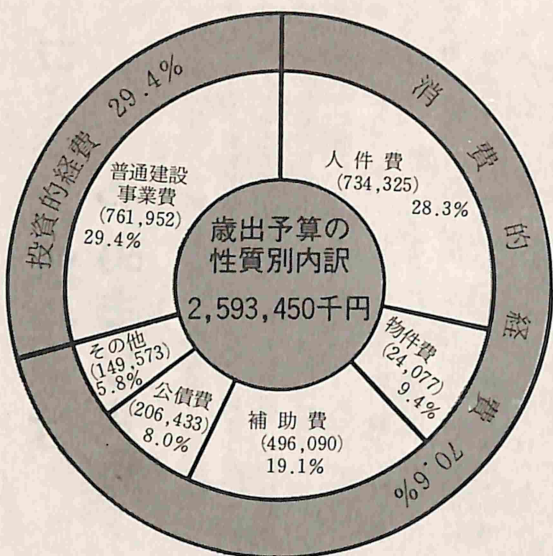 歳出予算の
性質別内訳
2,593,450千円
消費的経費 70.6%
人件費
(734,325)
28.3%
物件費
(24,077)
9.4%
補助費
(496,090)
19.1%
公債費
(206,433)
8.0%
その他
(149,573)
5.8%
投資的経費 29.4%
普通建設
事業費
(761,952)
29.4%